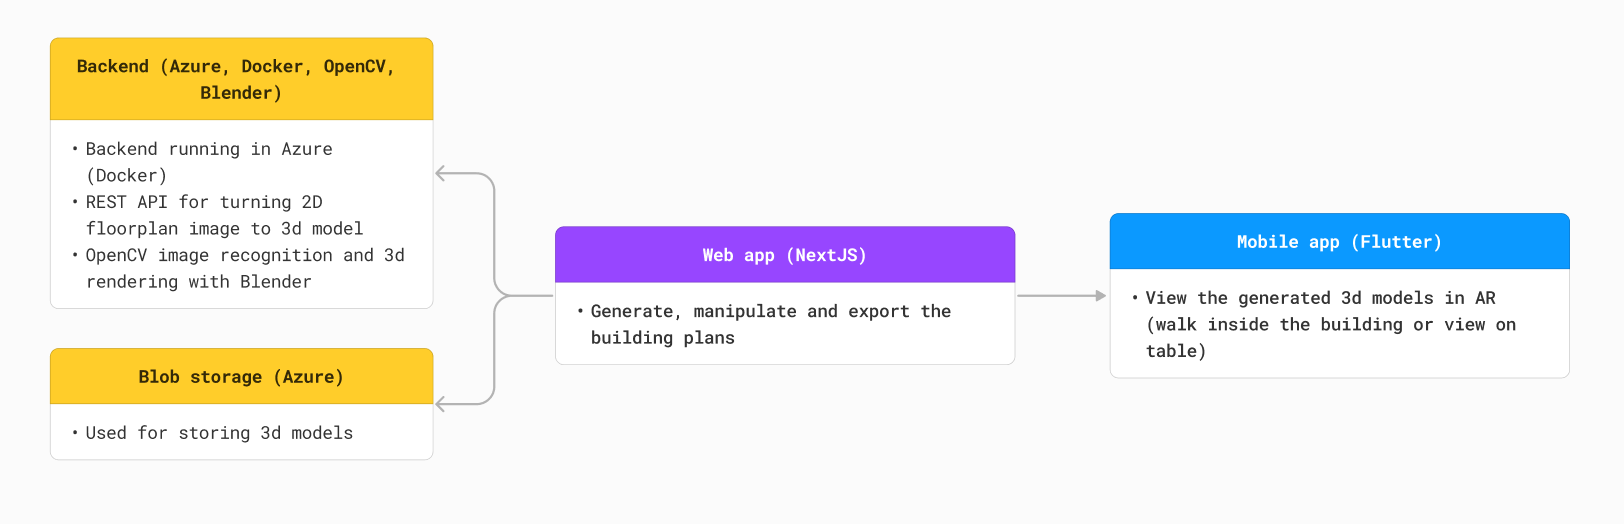 Backend (Azure, Docker, OpenCV,
Blender)
• Backend running in Azure
(Docker)
• REST API for turning 2D
floorplan image to 3d model
• OpenCV image recognition and 3d
rendering with Blender
Blob storage (Azure)
• Used for storing 3d models
Web app (NextJS)
• Generate, manipulate and export the
building plans
Mobile app (Flutter)
• View the generated 3d models in AR
(walk inside the building or view on
table)